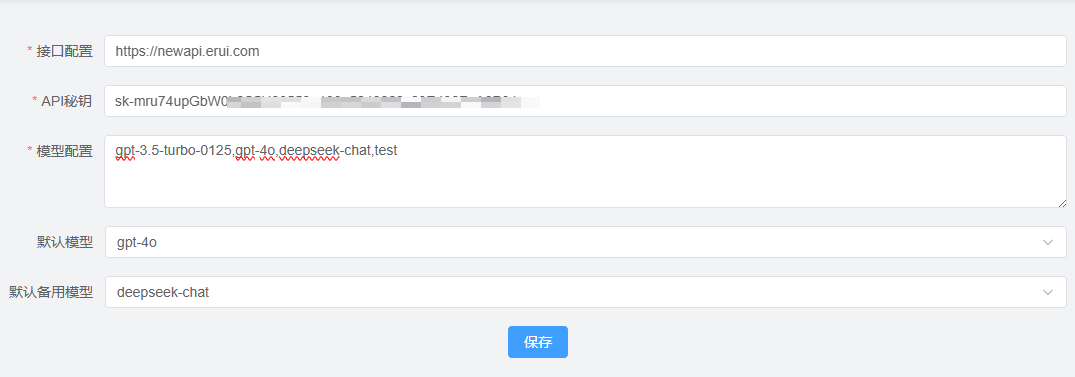 * 接口配置 https://newapi.erui.com
* API秘钥 sk-mru74upGbW0
* 模型配置 gpt-3.5-turbo-0125,gpt-4o,deepseek-chat,test
默认模型 gpt-4o
默认备用模型 deepseek-chat
保存